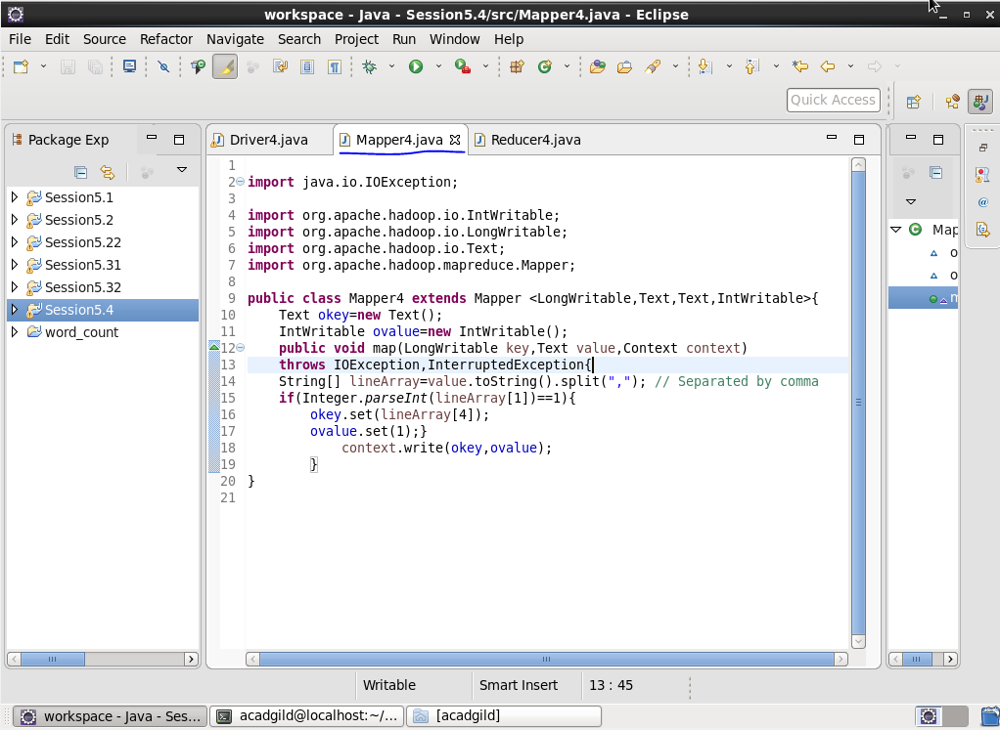 workspace - Java - Session5.4/src/Mapper4.java - Eclipse
File Edit Source Refactor Navigate Search Project Run Window Help
Quick Access
Package Exp
Driver4.java
Mapper4.java
Reducer4.java
Session5.1
Session5.2
Session5.22
Session5.31
Session5.32
Session5.4
word_count
1
2 import java.io.IOException;
3
4 import org.apache.hadoop.io.IntWritable;
5 import org.apache.hadoop.io.LongWritable;
6 import org.apache.hadoop.io.Text;
7 import org.apache.hadoop.mapreduce.Mapper;
8
9 public class Mapper4 extends Mapper <LongWritable,Text,Text,IntWritable>{
10 Text okey=new Text();
11 IntWritable ovalue=new IntWritable();
12 public void map(LongWritable key,Text value,Context context)
13 throws IOException,InterruptedException{
14 String[] lineArray=value.toString().split(","); // Separated by comma
15 if(Integer.parseInt(lineArray[1])==1){
16 okey.set(lineArray[4]);
17 ovalue.set(1);}
18 context.write(okey,ovalue);
19 }
20 }
21
Map
o
o
m
Writable
Smart Insert
13 : 45
workspace - Java - Ses...
acadgild@localhost:~/...
[acadgild]